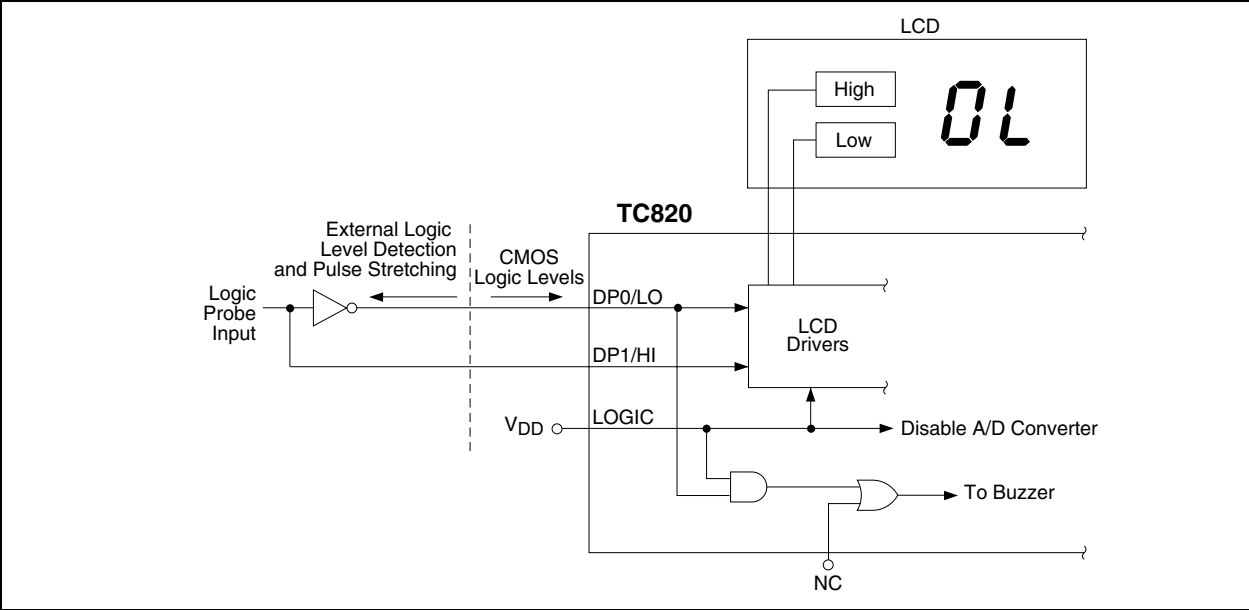 LCD
High
Low
OL
TC820
External Logic
Level Detection
and Pulse Stretching
CMOS
Logic Levels
Logic
Probe
Input
DP0/LO
DP1/HI
LCD
Drivers
VDD
LOGIC
Disable A/D Converter
To Buzzer
NC